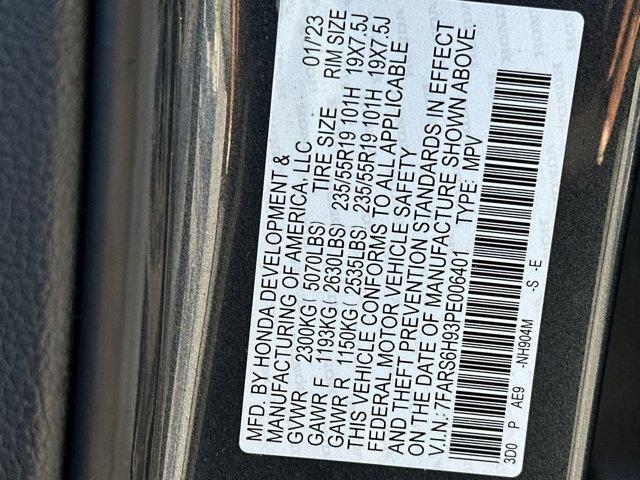 MFD. BY HONDA DEVELOPMENT &
MANUFACTURING OF AMERICA, LLC 01/'23
GVWR 2300KG ( 5070LBS) TIRE SIZE RIM SIZE
GAWR F 1193KG ( 2630LBS) 235/55R19 101H 19X7.5J
GAWR R 1150KG ( 2535LBS) 235/55R19 101H 19X7.5J
THIS VEHICLE CONFORMS TO ALL APPLICABLE
FEDERAL MOTOR VEHICLE SAFETY
AND THEFT PREVENTION STANDARDS IN EFFECT
ON THE DATE OF MANUFACTURE SHOWN ABOVE.
V.I.N.: 7FARS6H93PE006401 TYPE: MPV
3D0 P AE9 -NH904M -S -E